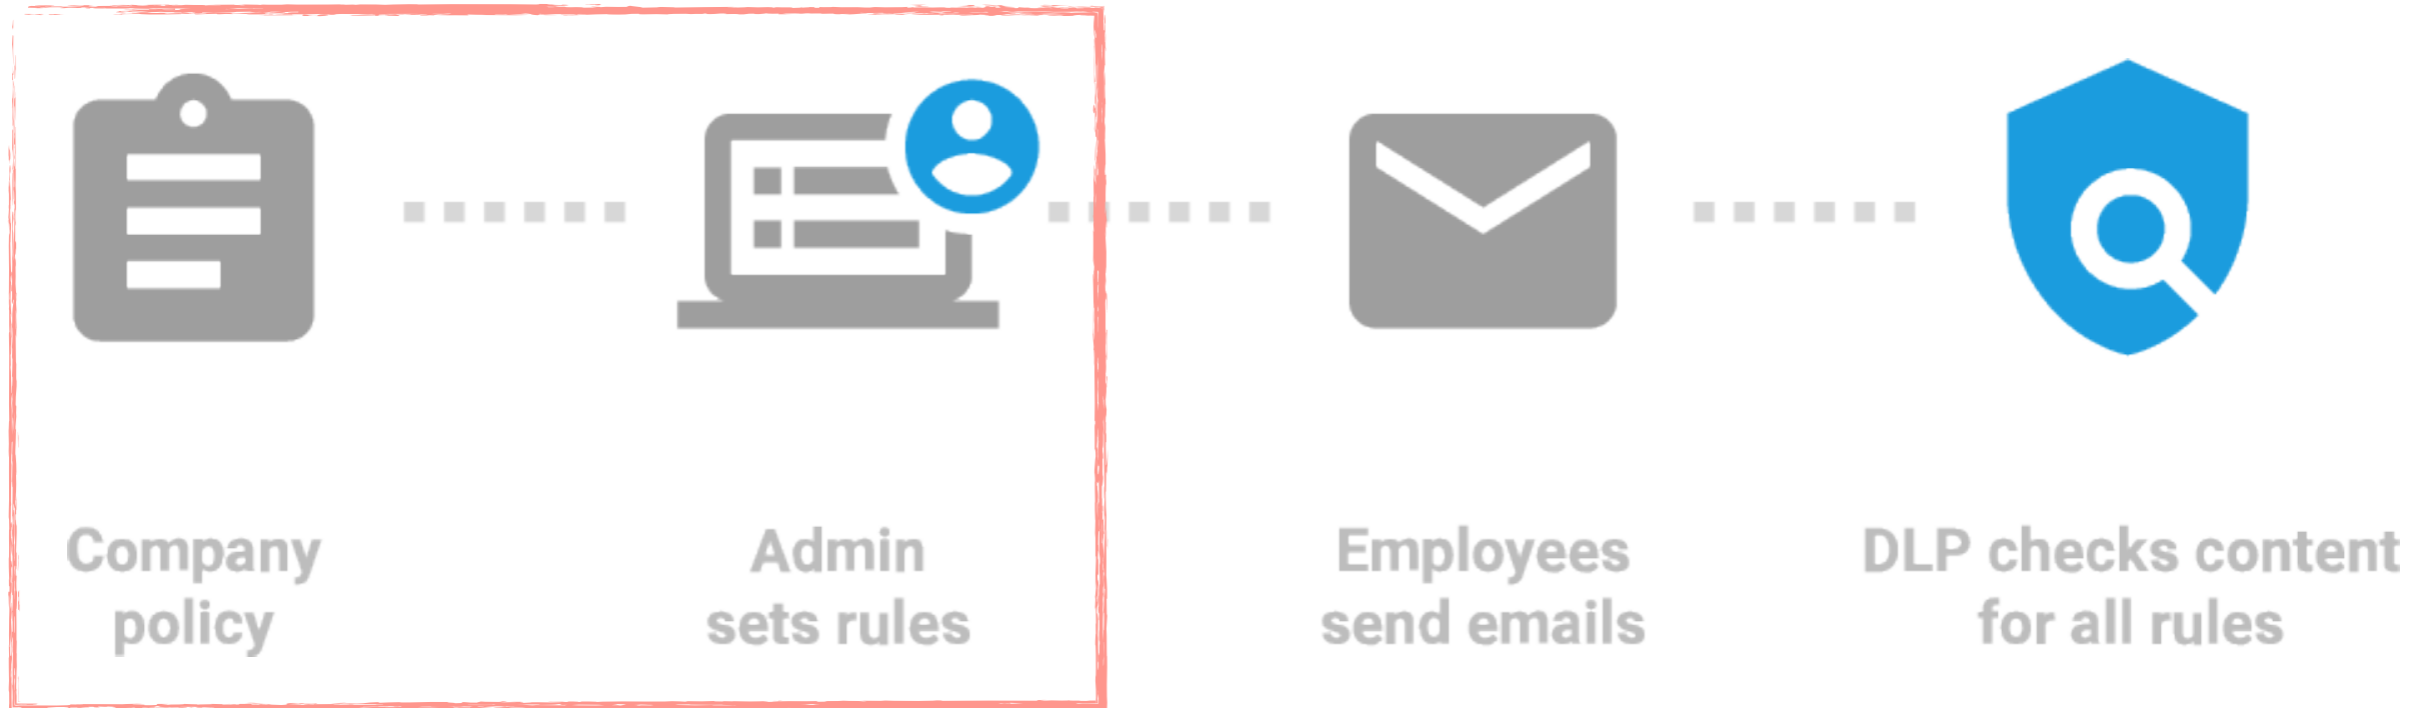 Company
policy
Admin
sets rules
Employees
send emails
DLP checks content
for all rules